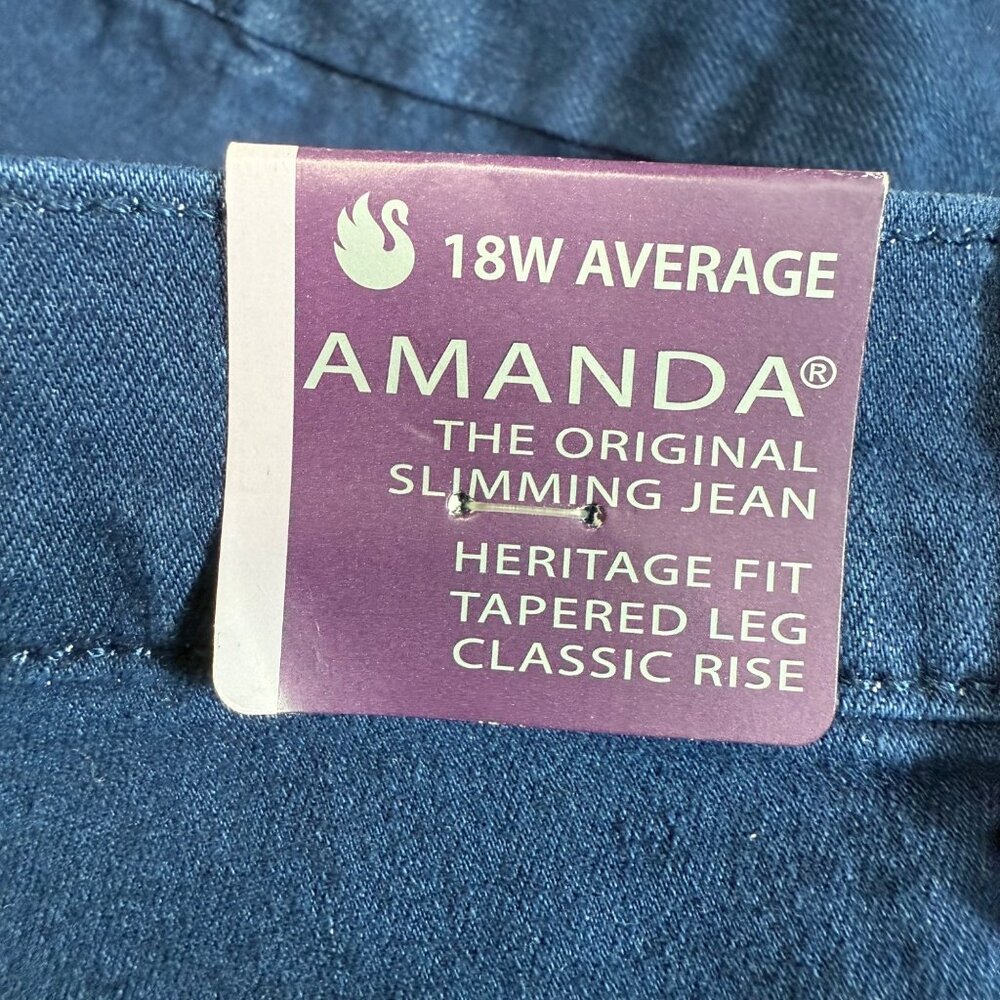 18W AVERAGE
AMANDA®
THE ORIGINAL
SLIMMING JEAN
HERITAGE FIT
TAPERED LEG
CLASSIC RISE